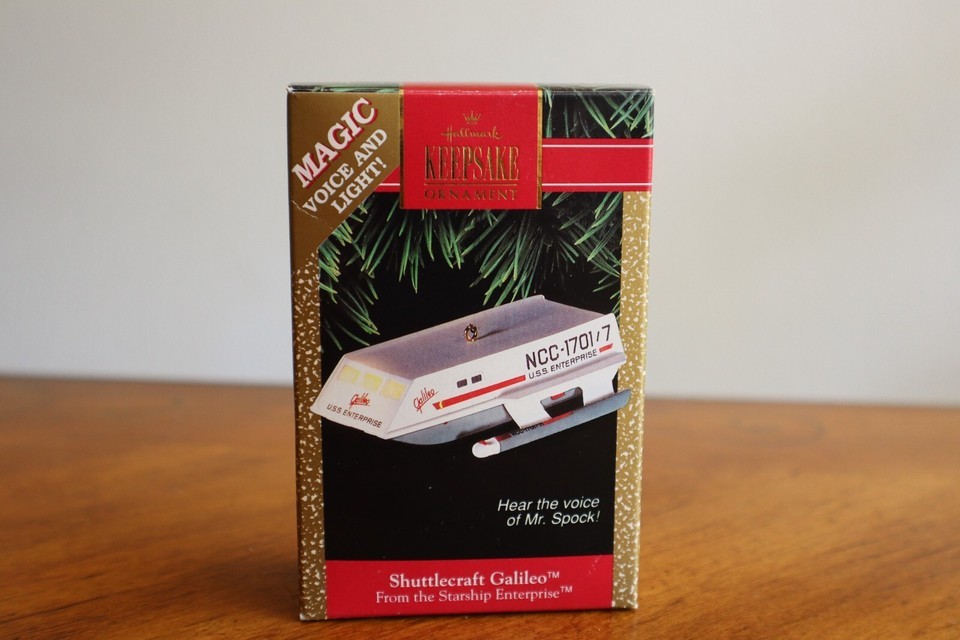 MAGIC
VOICE AND
LIGHT!
Hallmark
KEEPSAKE
ORNAMENT
NCC-1701/7
U.S.S. ENTERPRISE
Galileo
Galileo
U.S.S. ENTERPRISE
Hear the voice
of Mr. Spock!
Shuttlecraft Galileo™
From the Starship Enterprise™